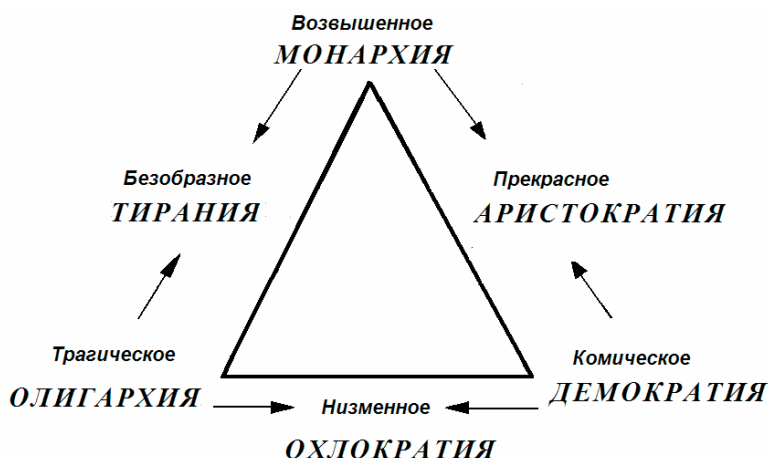 Возвышенное
МОНАРХИЯ
Безобразное
ТИРАНИЯ
Прекрасное
АРИСТОКРАТИЯ
Трагическое
ОЛИГАРХИЯ
Комическое
ДЕМОКРАТИЯ
Низменное
ОХЛОКРАТИЯ